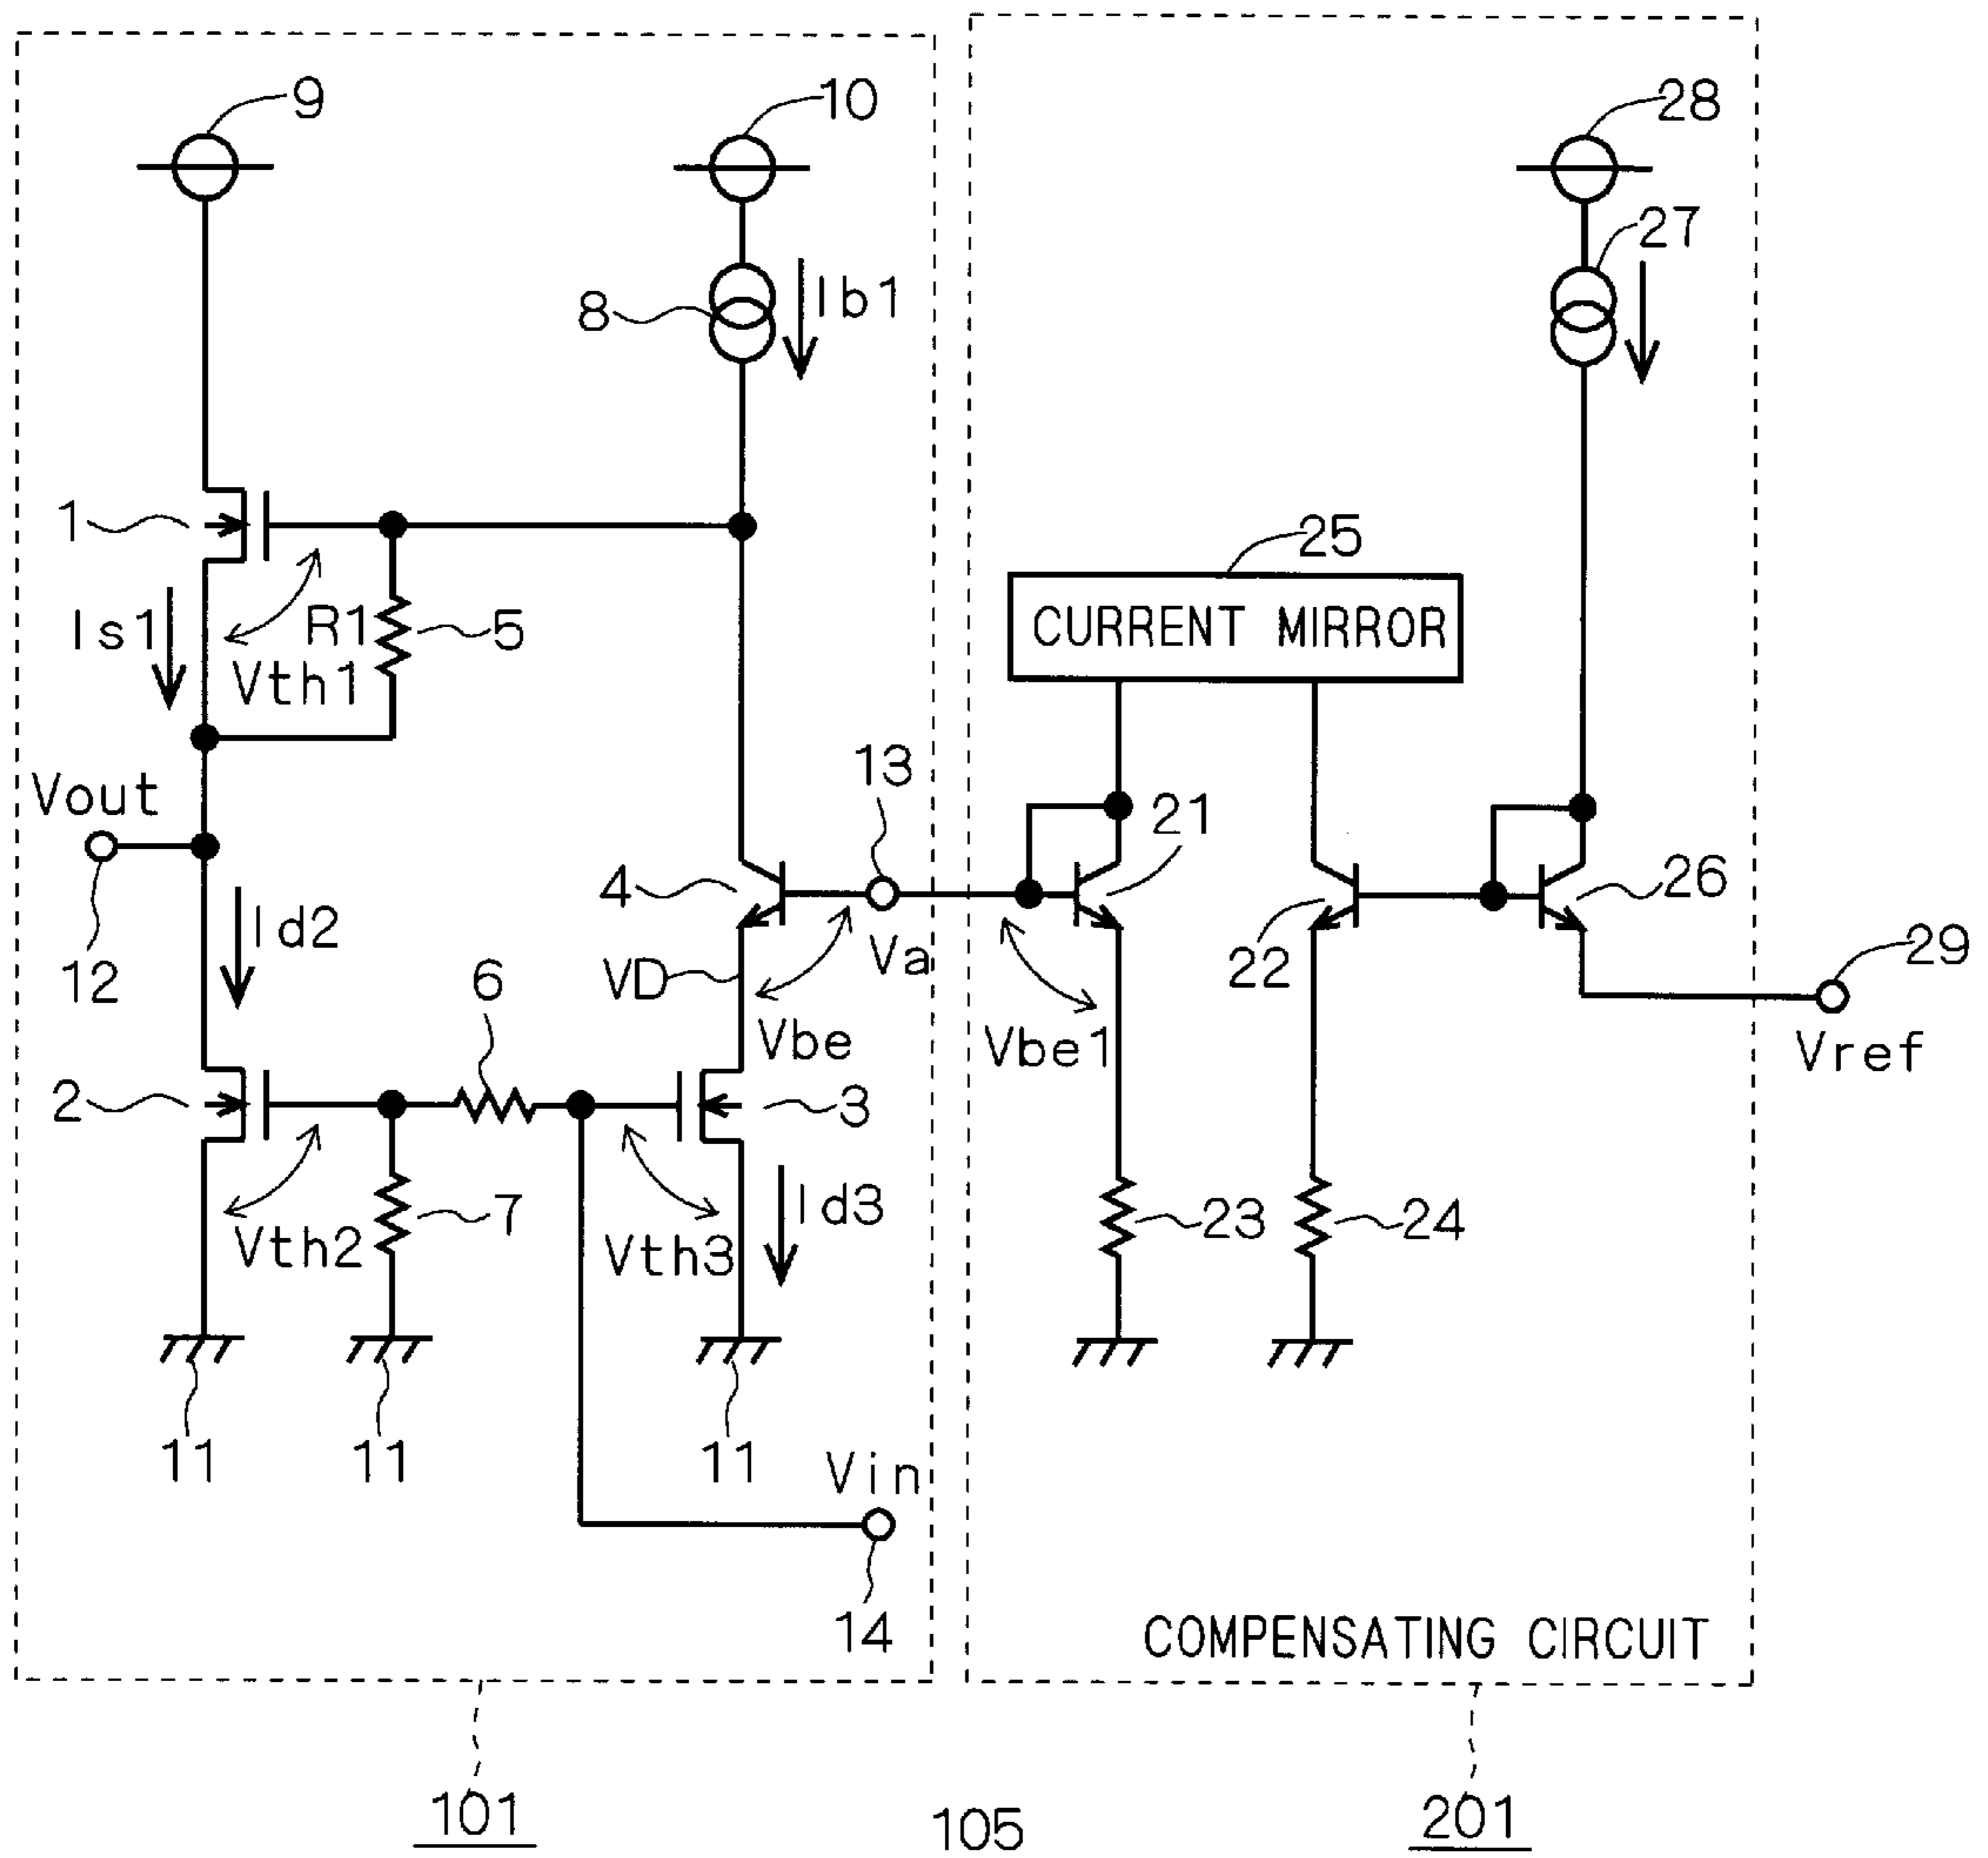 9
10
28
27
8
Ib1
1
25
Is1
R1
5
CURRENT MIRROR
Vth1
13
Vout
21
4
26
Id2
22
29
12
VD
Va
6
Vbe
Vbe1
Vref
2
3
7
Id3
23
24
Vth2
Vth3
11
11
11
Vin
14
COMPENSATING CIRCUIT
101
105
201